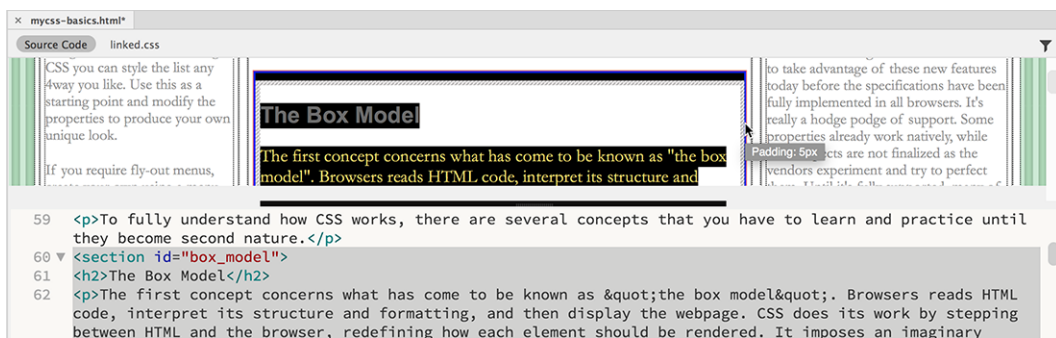 × mycss-basics.html*
Source Code linked.css
CSS you can style the list any
4way you like. Use this as a
starting point and modify the
properties to produce your own
unique look.
If you require fly-out menus,
The Box Model
The first concept concerns what has come to be known as "the box
model". Browsers reads HTML code, interpret its structure and
to take advantage of these new features
today before the specifications have been
fully implemented in all browsers. It's
really a hodge podge of support. Some
properties already work natively, while
are not finalized as the
vendors experiment and try to perfect
Padding: 5px
59 <p>To fully understand how CSS works, there are several concepts that you have to learn and practice until
they become second nature.</p>
60 <section id="box_model">
61 <h2>The Box Model</h2>
62 <p>The first concept concerns what has come to be known as &quot;the box model&quot;. Browsers reads HTML
code, interpret its structure and formatting, and then display the webpage. CSS does its work by stepping
between HTML and the browser, redefining how each element should be rendered. It imposes an imaginary